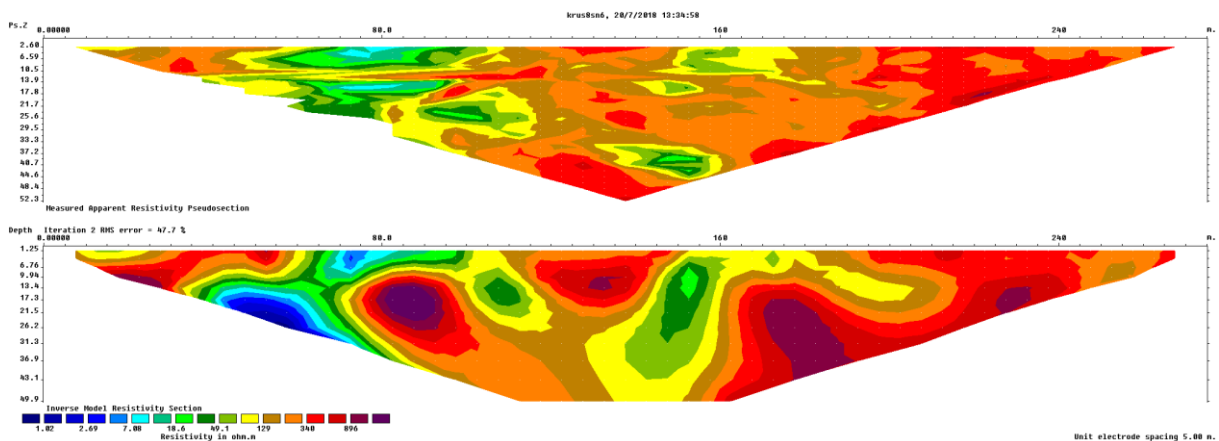 krus8sn6, 20/7/2018 13:34:58
Ps.Z 0.00000 80.0 160 240 m.
2.60
6.59
10.5
13.9
17.8
21.7
25.6
29.5
33.3
37.2
40.7
44.6
48.4
52.3
Measured Apparent Resistivity Pseudosection
Depth Iteration 2 RMS error = 47.7 %
0.00000 80.0 160 240 m.
1.25
6.76
9.94
13.4
17.3
21.5
26.2
31.3
36.9
43.1
49.9
Inverse Model Resistivity Section
1.02 2.69 7.08 18.6 49.1 129 340 896
Resistivity in ohm.m
Unit electrode spacing 5.00 m.